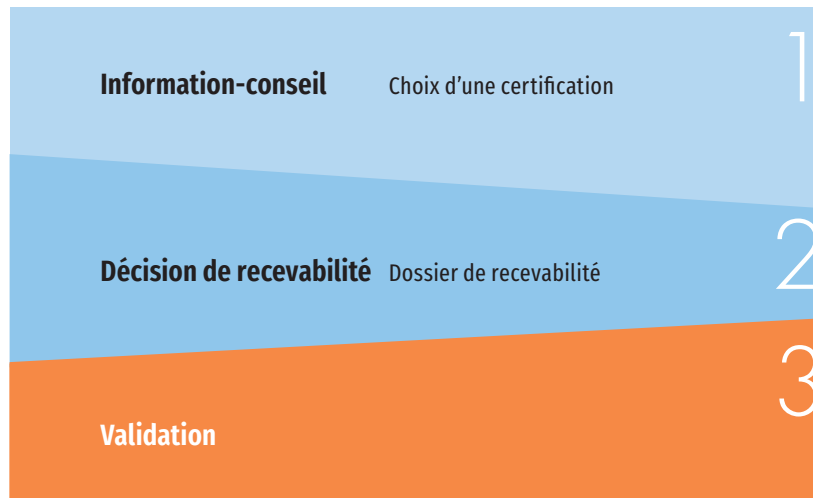 1
Information-conseil Choix d’une certification
2
Décision de recevabilité Dossier de recevabilité
3
Validation